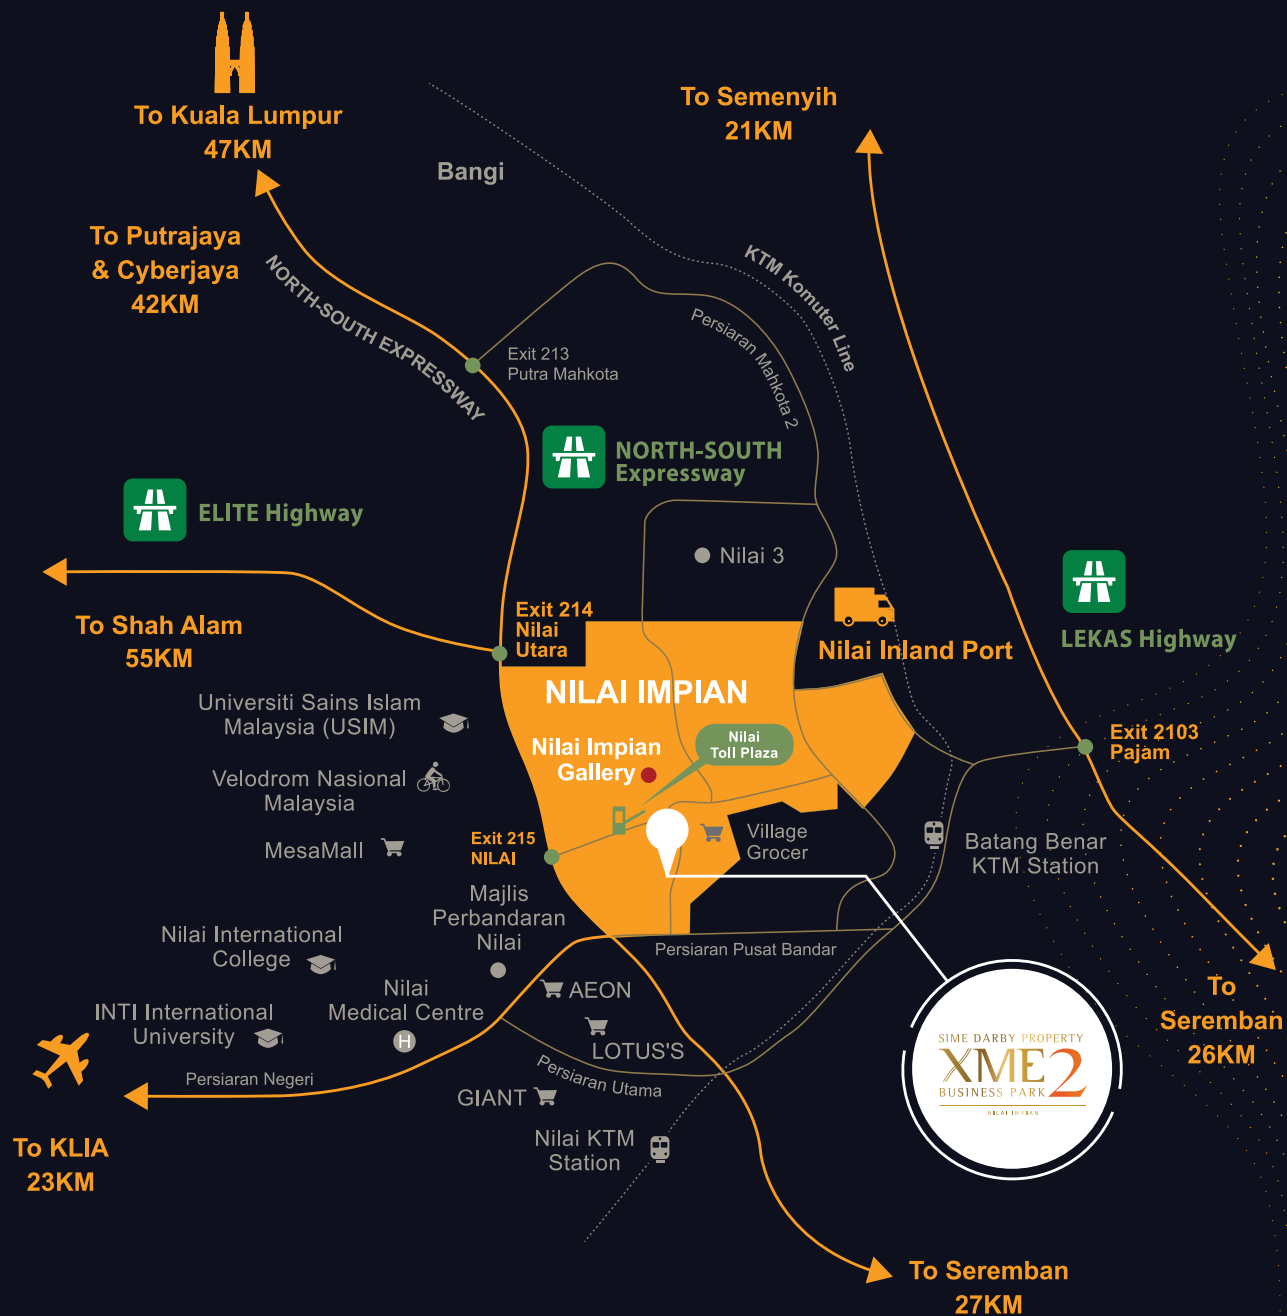 To Kuala Lumpur
47KM
To Semenyih
21KM
Bangi
To Putrajaya
& Cyberjaya
42KM
NORTH-SOUTH EXPRESSWAY
KTM Komuter Line
Persiaran Mahkota 2
Exit 213
Putra Mahkota
NORTH-SOUTH
Expressway
ELITE Highway
Nilai 3
To Shah Alam
55KM
Exit 214
Nilai
Utara
Nilai Inland Port
LEKAS Highway
NILAI IMPIAN
Universiti Sains Islam
Malaysia (USIM)
Nilai
Toll Plaza
Exit 2103
Pajam
Nilai Impian
Gallery
Velodrom Nasional
Malaysia
MesaMall
Exit 215
NILAI
Village
Grocer
Batang Benar
KTM Station
Majlis
Perbandaran
Nilai
Nilai International
College
Persiaran Pusat Bandar
Nilai
Medical Centre
H
AEON
INTI International
University
LOTUS'S
To
Seremban
26KM
SIME DARBY PROPERTY
XME 2
BUSINESS PARK
NILAI IMPIAN
Persiaran Negeri
Persiaran Utama
GIANT
To KLIA
23KM
Nilai KTM
Station
To Seremban
27KM